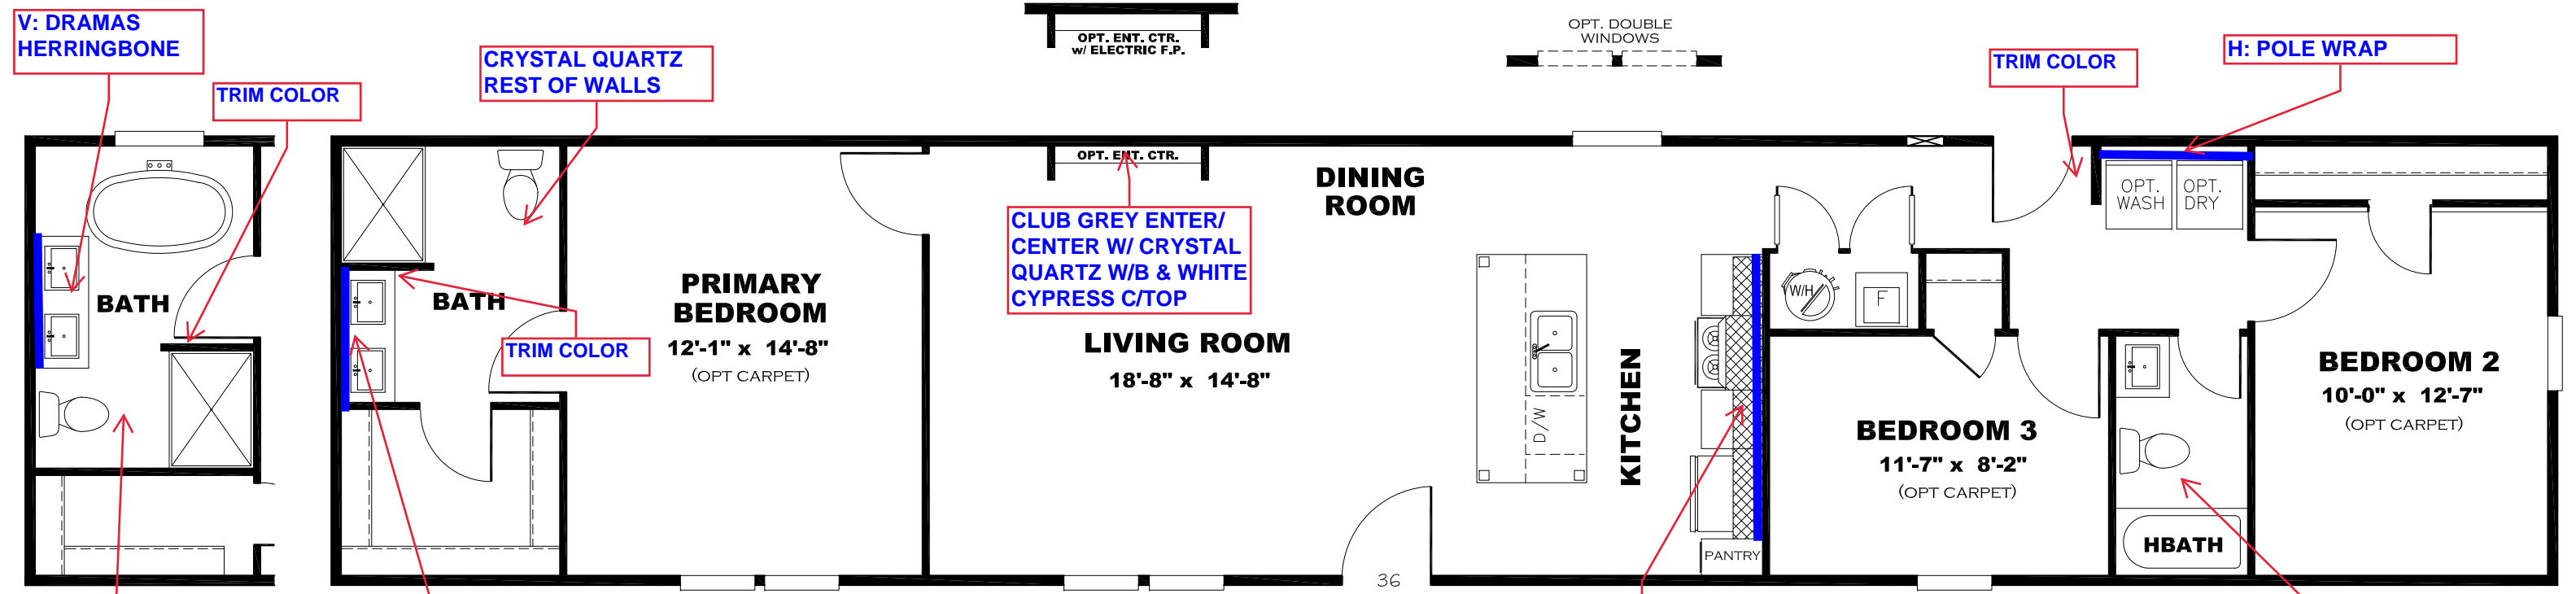 V: DRAMAS
HERRINGBONE
TRIM COLOR
CRYSTAL QUARTZ
REST OF WALLS
OPT. ENT. CTR.
w/ ELECTRIC F.P.
OPT. DOUBLE
WINDOWS
TRIM COLOR
H: POLE WRAP
BATH
BATH
TRIM COLOR
PRIMARY
BEDROOM
12'-1" x 14'-8"
(OPT CARPET)
OPT. ENT. CTR.
CLUB GREY ENTER/
CENTER W/ CRYSTAL
QUARTZ W/B & WHITE
CYPRESS C/TOP
LIVING ROOM
18'-8" x 14'-8"
DINING
ROOM
D/W
KITCHEN
PANTRY
36
W/H
F
OPT.
WASH
OPT.
DRY
BEDROOM 3
11'-7" x 8'-2"
(OPT CARPET)
HBATH
BEDROOM 2
10'-0" x 12'-7"
(OPT CARPET)